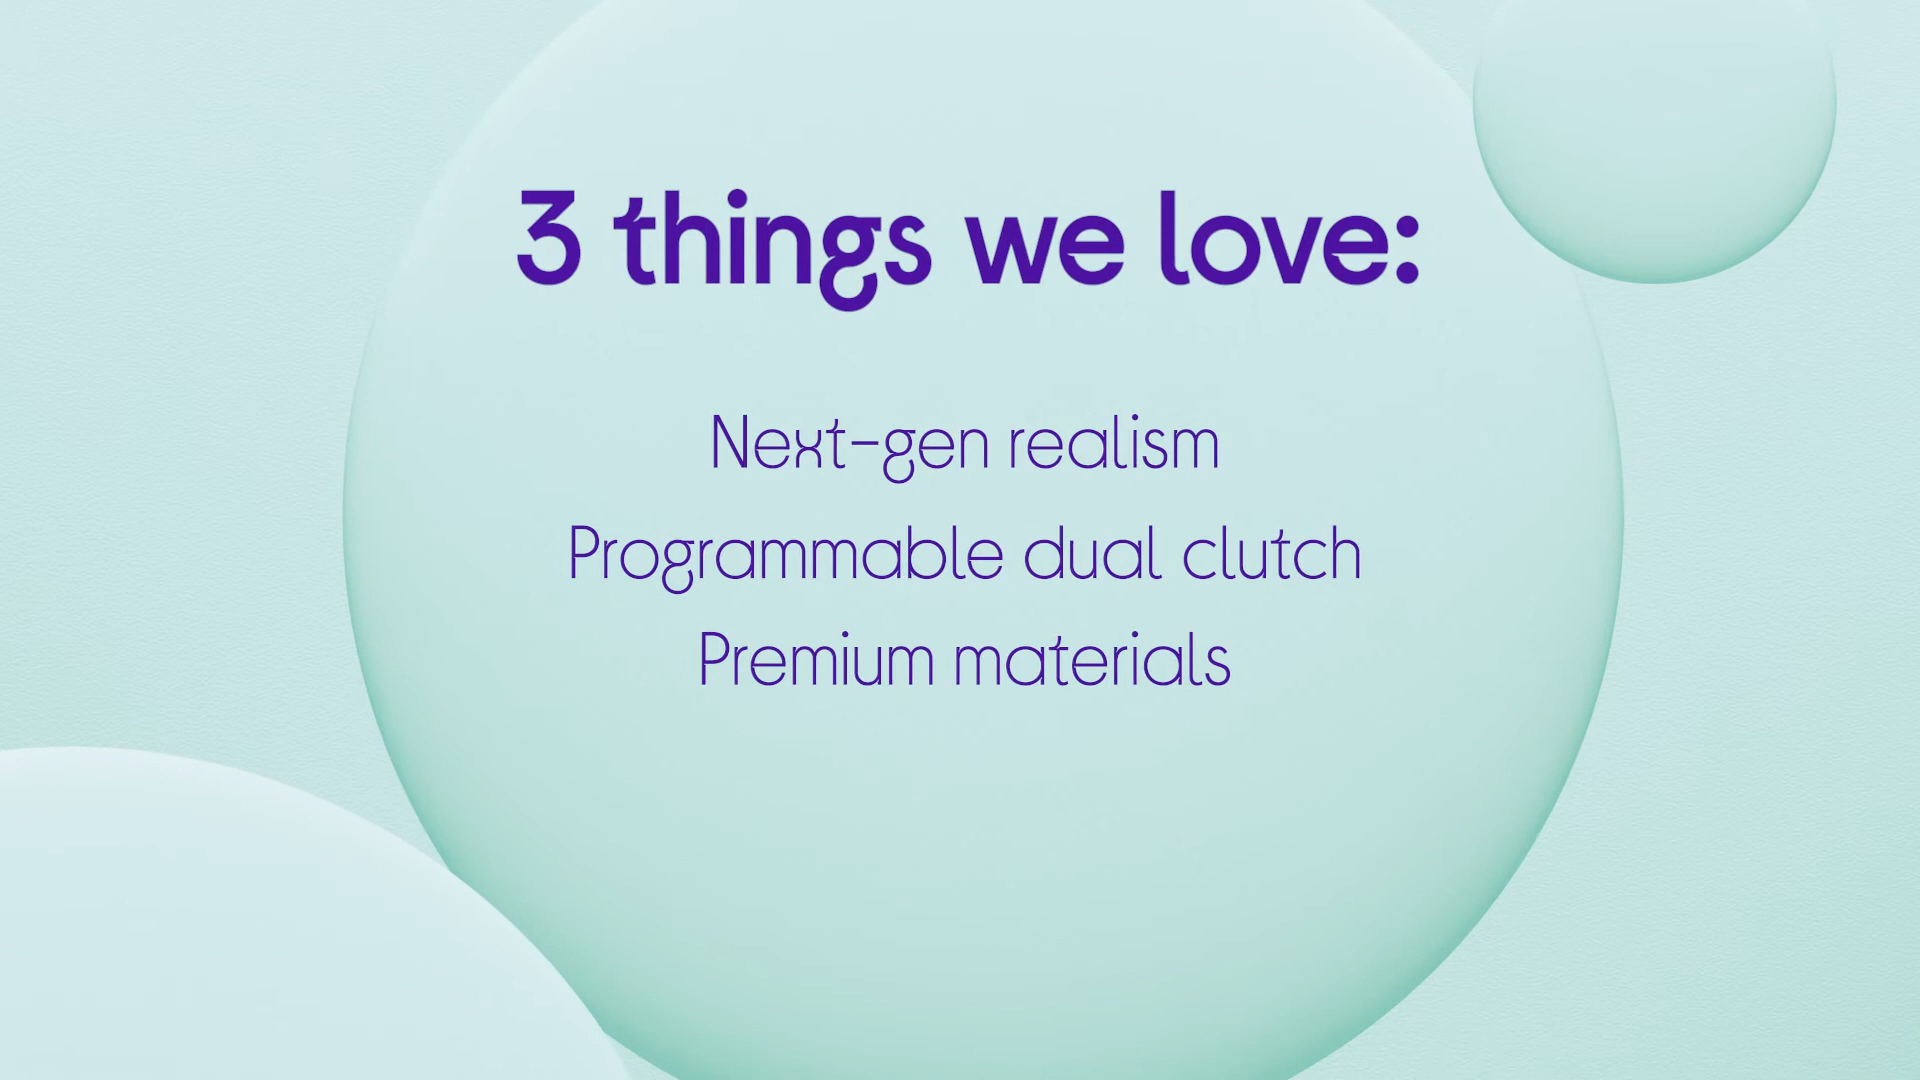 3 things we love:
Next-gen realism
Programmable dual clutch
Premium materials